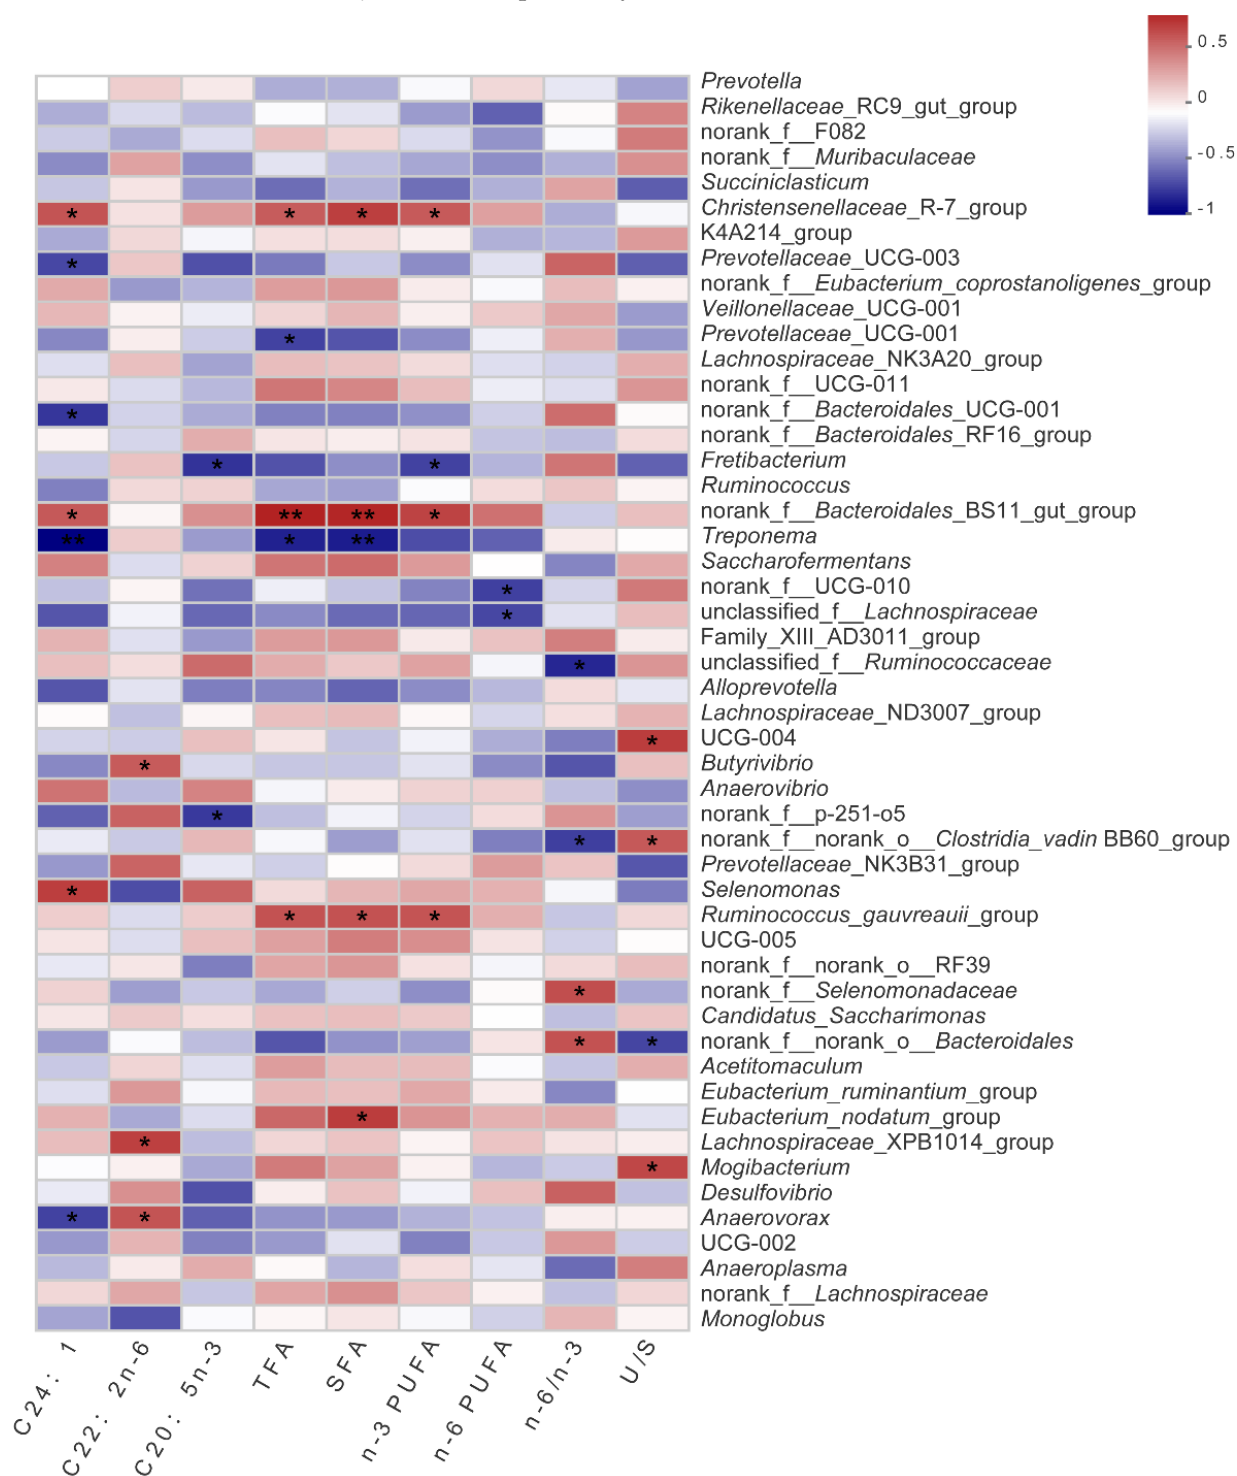 0.5
0
-0.5
-1
Prevotella
Rikenellaceae_RC9_gut_group
norank_f__F082
norank_f__Muribaculaceae
Succiniclasticum
* * * * Christensenellaceae_R-7_group
K4A214_group
* Prevotellaceae_UCG-003
norank_f__Eubacterium_coprostanoligenes_group
Veillonellaceae_UCG-001
* Prevotellaceae_UCG-001
Lachnospiraceae_NK3A20_group
norank_f__UCG-011
* norank_f__Bacteroidales_UCG-001
norank_f__Bacteroidales_RF16_group
* * Fretibacterium
Ruminococcus
* ** ** * norank_f__Bacteroidales_BS11_gut_group
** * ** Treponema
Saccharofermentans
* norank_f__UCG-010
* unclassified_f__Lachnospiraceae
Family_XIII_AD3011_group
* unclassified_f__Ruminococcaceae
Alloprevotella
Lachnospiraceae_ND3007_group
* UCG-004
* Butyrivibrio
Anaerovibrio
* norank_f__p-251-o5
* * norank_f__norank_o__Clostridia_vadin BB60_group
Prevotellaceae_NK3B31_group
* Selenomonas
* * * Ruminococcus_gauvreauii_group
UCG-005
norank_f__norank_o__RF39
* norank_f__Selenomonadaceae
Candidatus_Saccharimonas
* * norank_f__norank_o__Bacteroidales
Acetitomaculum
Eubacterium_ruminantium_group
* Eubacterium_nodatum_group
* Lachnospiraceae_XPB1014_group
* Mogibacterium
Desulfovibrio
* * Anaerovorax
UCG-002
Anaeroplasma
norank_f__Lachnospiraceae
Monoglobus
C24: 1
C22: 2n-6
C20: 5n-3
TFA
SFA
n-3 PUFA
n-6 PUFA
n-6/n-3
U/S